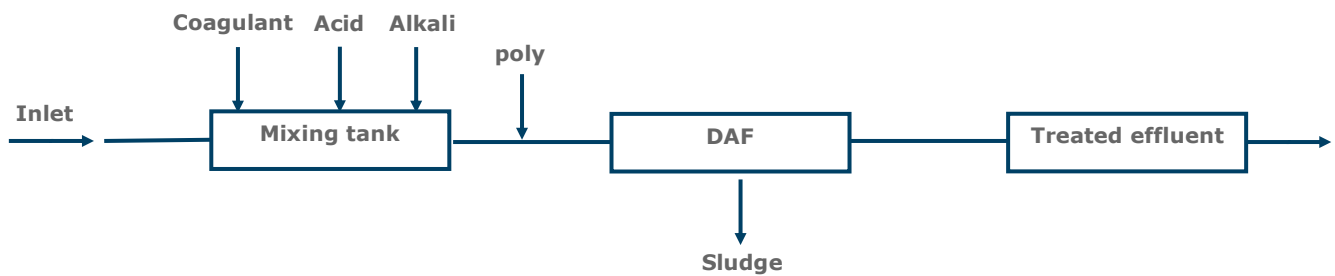 Coagulant Acid Alkali
poly
Inlet
Mixing tank
DAF
Treated effluent
Sludge